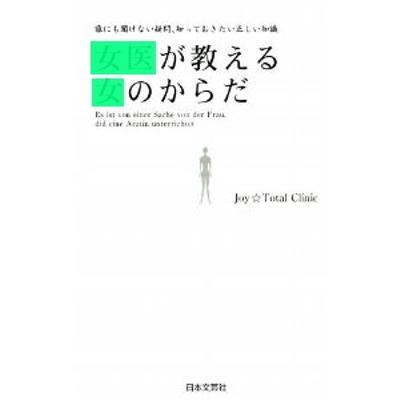 誰にも聞けない疑問、知っておきたい正しい知識
女医が教える
女のからだ
Es ist von einer Sache von der Frau,
did eine Ärztin unterrichtet
Joy☆Total Clinic
日本文芸社